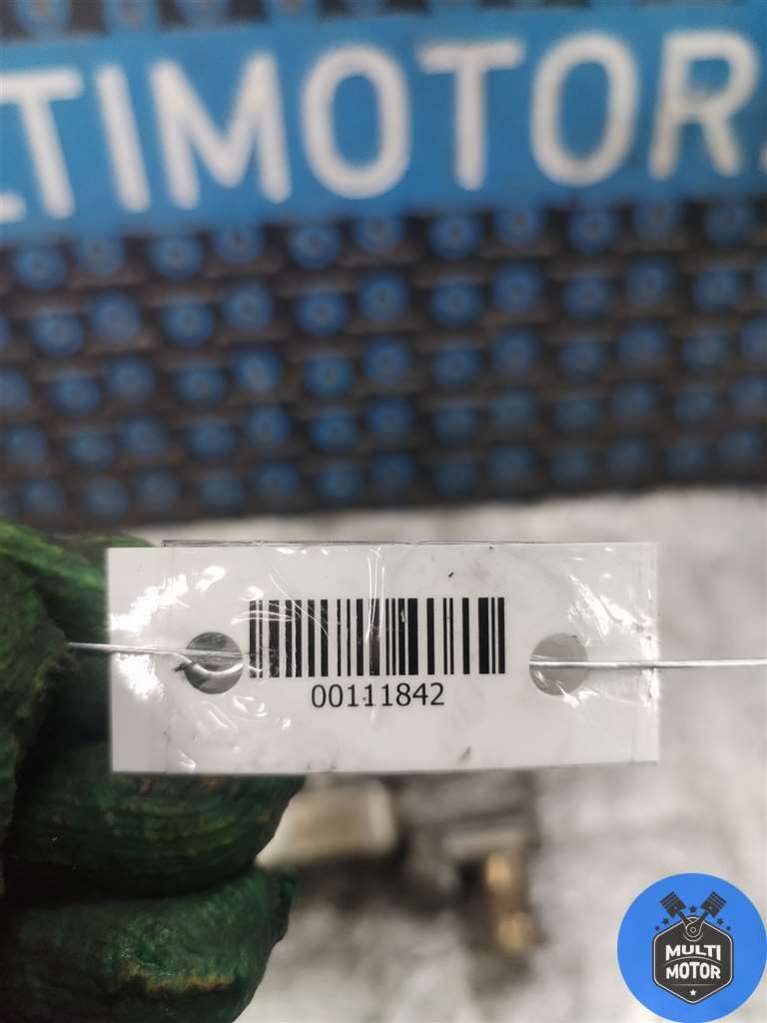 LTIMOTOR.
00111842
MULTI
MOTOR